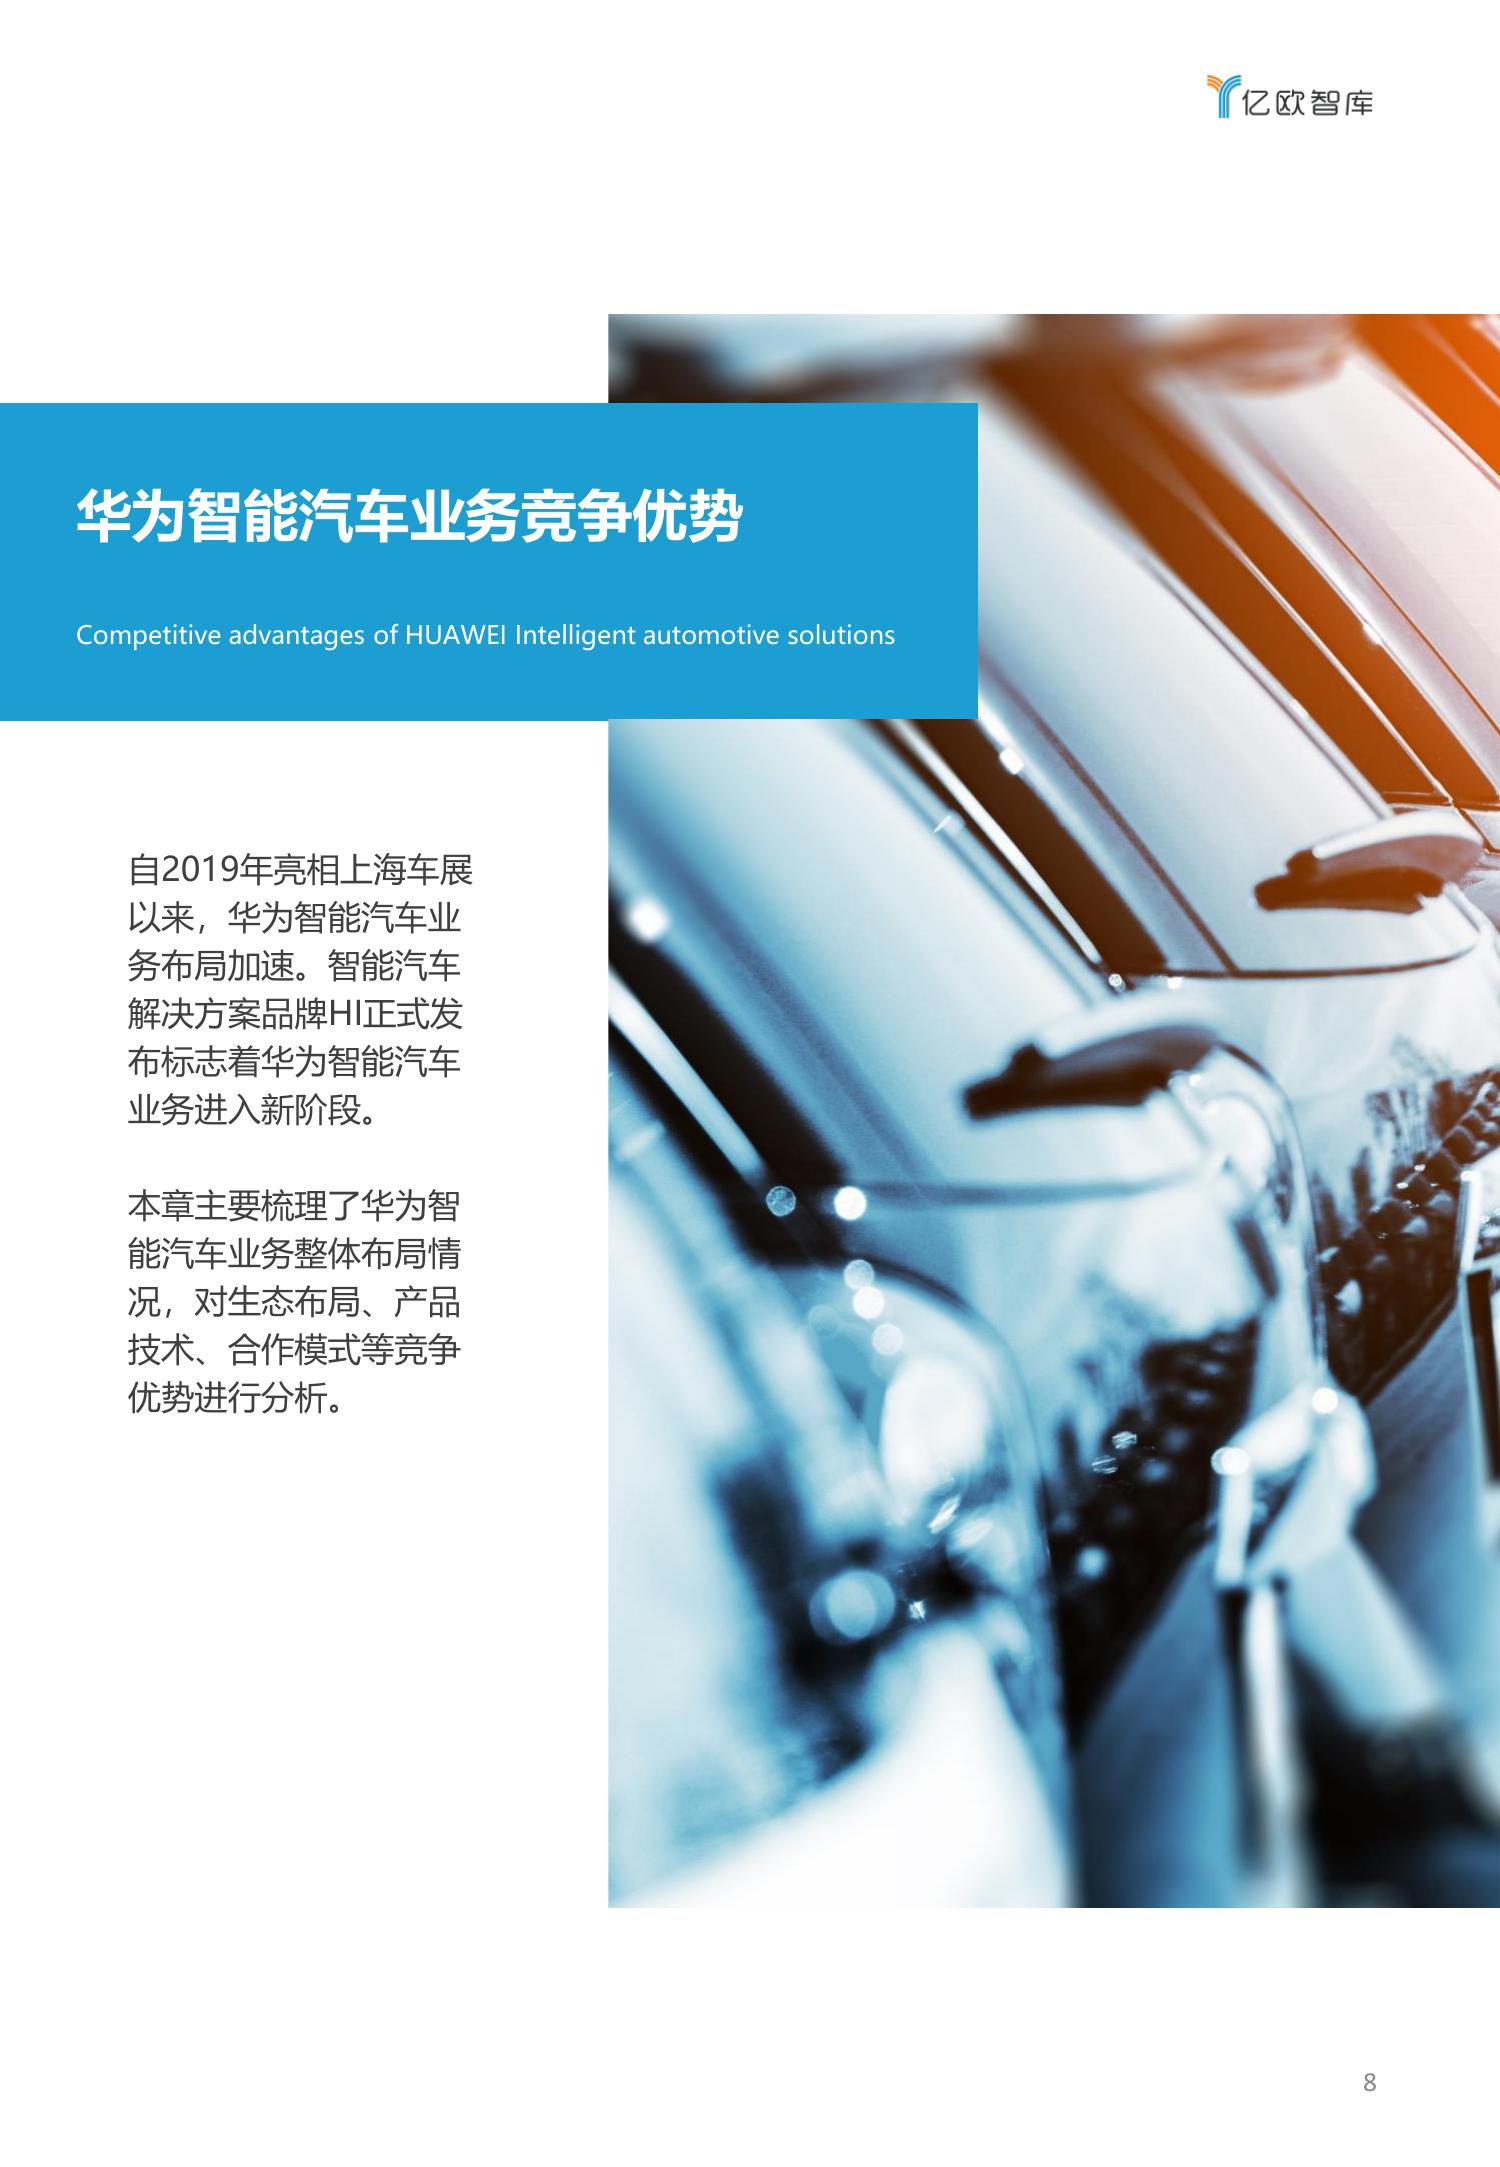 亿欧智库
华为智能汽车业务竞争优势
Competitive advantages of HUAWEI Intelligent automotive solutions
自2019年亮相上海车展
以来，华为智能汽车业
务布局加速。智能汽车
解决方案品牌HI正式发
布标志着华为智能汽车
业务进入新阶段。
本章主要梳理了华为智
能汽车业务整体布局情
况，对生态布局、产品
技术、合作模式等竞争
优势进行分析。
8